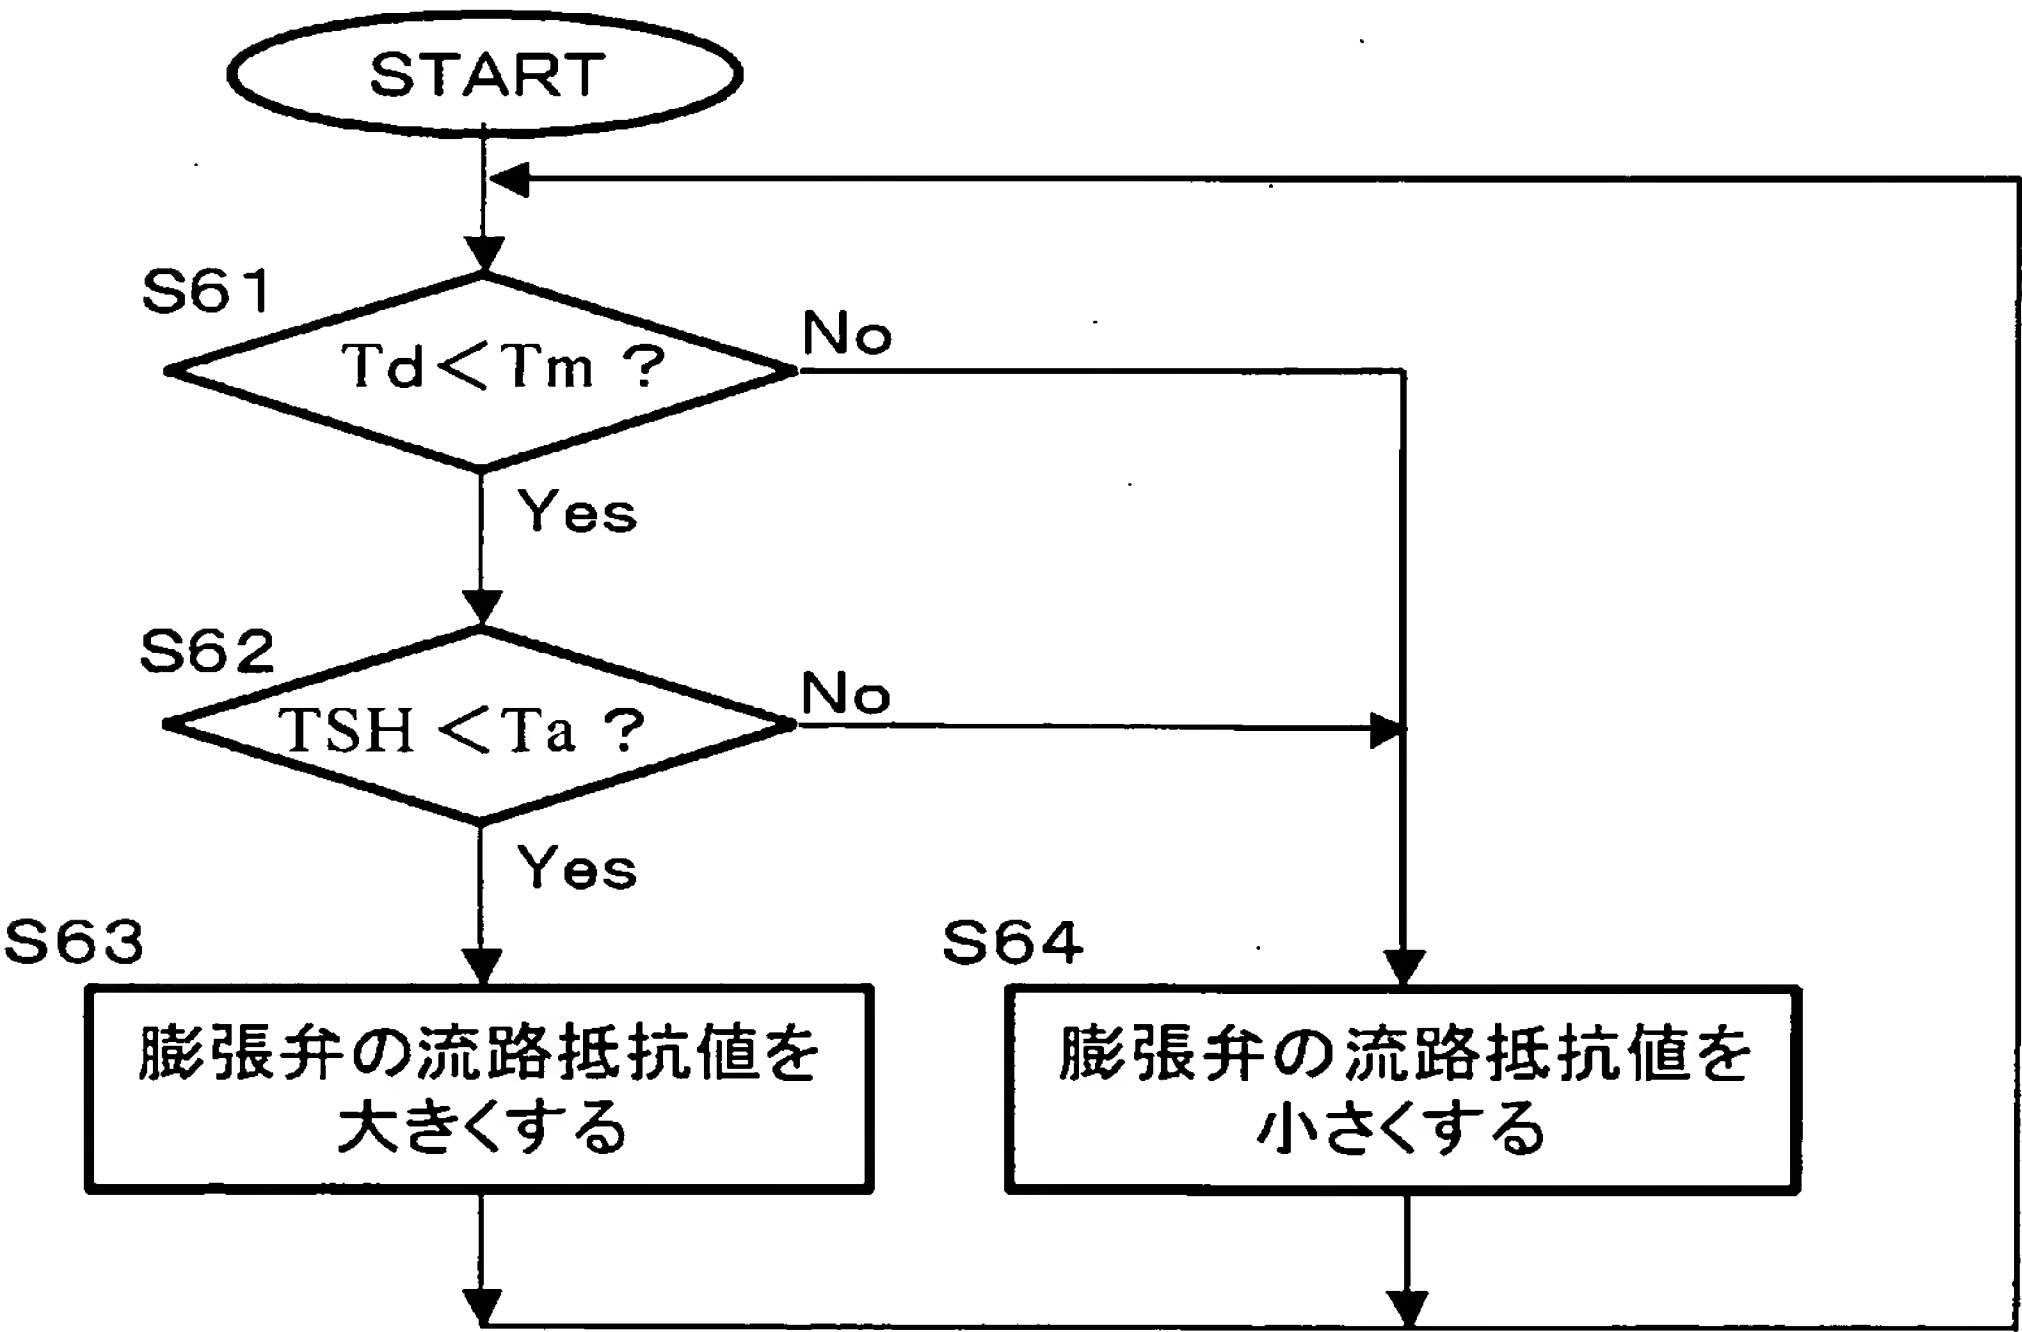 START
S61
Td<Tm?
No
Yes
S62
TSH<Ta?
No
Yes
S63
膨張弁の流路抵抗値を
大きくする
S64
膨張弁の流路抵抗値を
小さくする